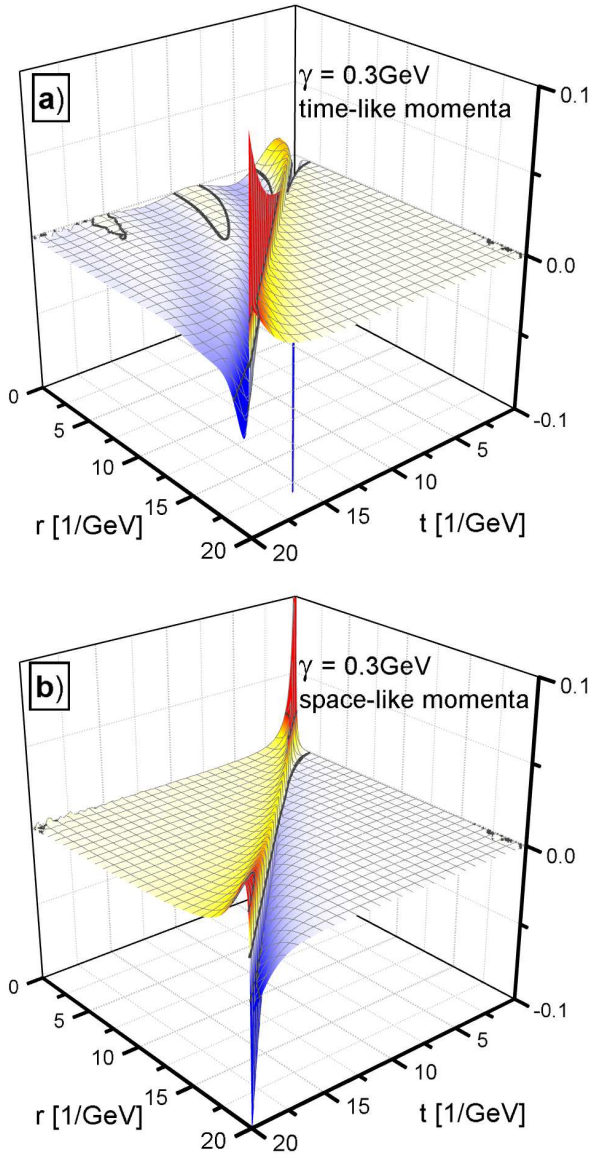 a)
γ = 0.3GeV
time-like momenta
0.1
0.0
-0.1
0
5
10
15
20
r [1/GeV]
20
15
10
5
t [1/GeV]
b)
γ = 0.3GeV
space-like momenta
0.1
0.0
-0.1
0
5
10
15
20
r [1/GeV]
20
15
10
5
t [1/GeV]